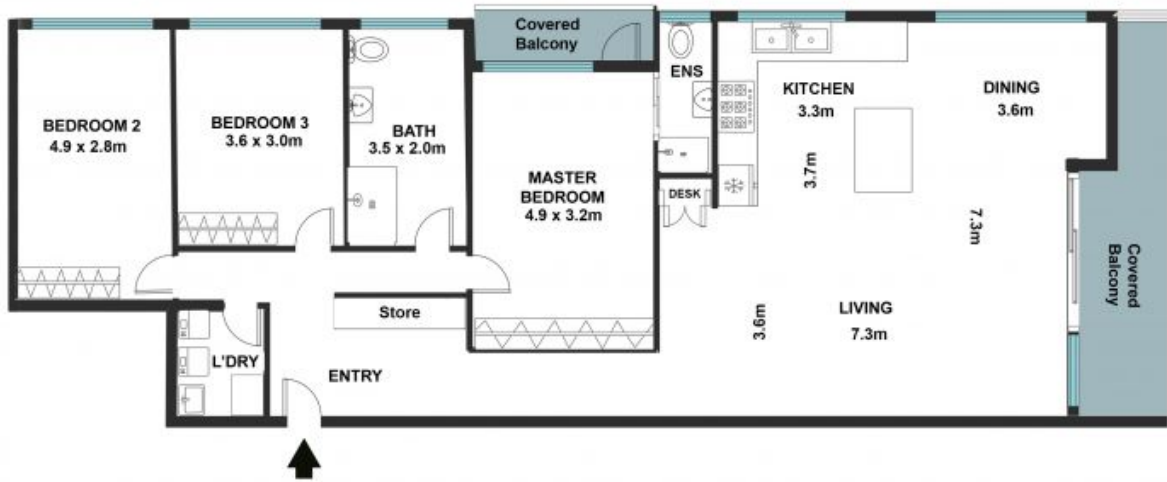 Covered
Balcony
BEDROOM 2
4.9 x 2.8m
BEDROOM 3
3.6 x 3.0m
BATH
3.5 x 2.0m
MASTER
BEDROOM
4.9 x 3.2m
ENS
DESK
KITCHEN
3.3m
3.7m
DINING
3.6m
7.3m
Covered
Balcony
LIVING
7.3m
3.6m
Store
L'DRY
ENTRY